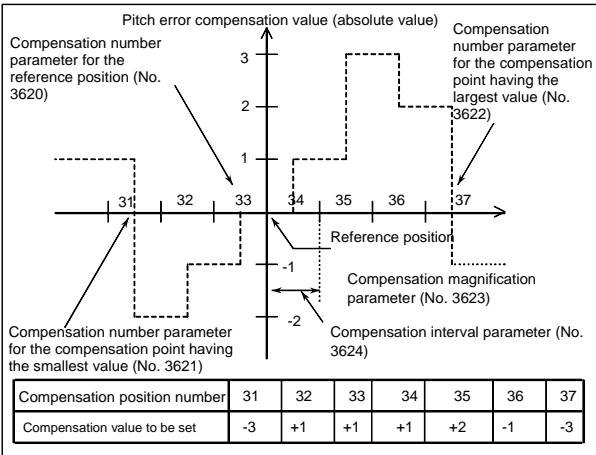 Pitch error compensation value (absolute value)
Compensation number
parameter for the
reference position (No.
3620)
Compensation
number parameter
for the compensation
point having the
largest value (No.
3622)
3
2
1
31
32
33
34
35
36
37
Reference position
-1
-2
Compensation magnification
parameter (No. 3623)
Compensation interval parameter (No.
3624)
Compensation number parameter
for the compensation point having
the smallest value (No. 3621)
Compensation position number 31 32 33 34 35 36 37
Compensation value to be set -3 +1 +1 +1 +2 -1 -3